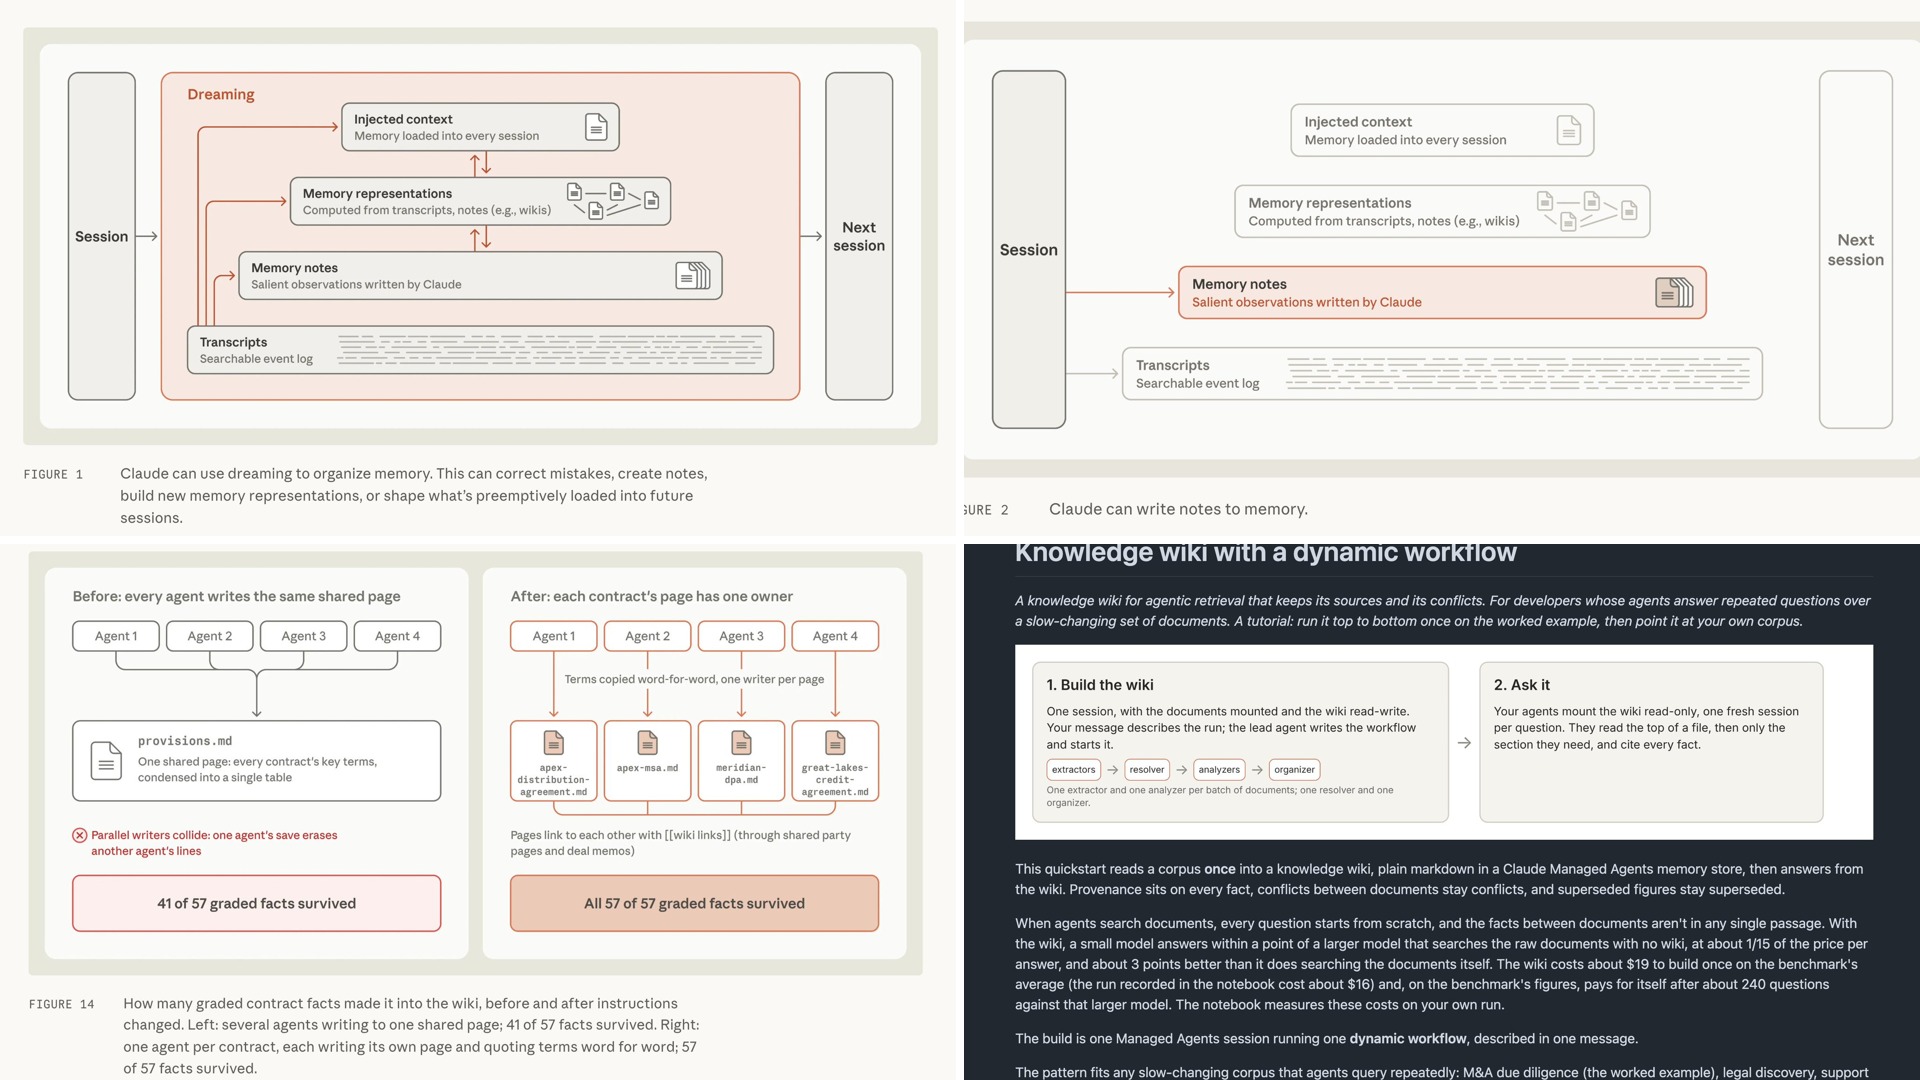 Dreaming
Injected context
Memory loaded into every session
Memory representations
Computed from transcripts, notes (e.g., wikis)
Session
Next
session
Memory notes
Salient observations written by Claude
Transcripts
Searchable event log
FIGURE 1
Claude can use dreaming to organize memory. This can correct mistakes, create notes,
build new memory representations, or shape what's preemptively loaded into future
sessions.
Injected context
Memory loaded into every session
Memory representations
Computed from transcripts, notes (e.g., wikis)
Session
Next
session
Memory notes
Salient observations written by Claude
Transcripts
Searchable event log
GURE 2
Claude can write notes to memory.
Before: every agent writes the same shared page
Agent 1
Agent 2
Agent 3
Agent 4
provisions.md
One shared page: every contract's key terms,
condensed into a single table
Parallel writers collide: one agent's save erases
another agent's lines
41 of 57 graded facts survived
After: each contract's page has one owner
Agent 1
Agent 2
Agent 3
Agent 4
Terms copied word-for-word, one writer per page
apex-
distribution-
agreement.md
apex-msa.md
meridian-
dpa.md
great-lakes-
credit-
agreement.md
Pages link to each other with [[wiki links]] (through shared party
pages and deal memos)
All 57 of 57 graded facts survived
FIGURE 14
How many graded contract facts made it into the wiki, before and after instructions
changed. Left: several agents writing to one shared page; 41 of 57 facts survived. Right:
one agent per contract, each writing its own page and quoting terms word for word; 57
of 57 facts survived.
Knowledge wiki with a dynamic workflow
A knowledge wiki for agentic retrieval that keeps its sources and its conflicts. For developers whose agents answer repeated questions over
a slow-changing set of documents. A tutorial: run it top to bottom once on the worked example, then point it at your own corpus.
1. Build the wiki
One session, with the documents mounted and the wiki read-write.
Your message describes the run; the lead agent writes the workflow
and starts it.
extractors
resolver
analyzers
organizer
One extractor and one analyzer per batch of documents; one resolver and one
organizer.
2. Ask it
Your agents mount the wiki read-only, one fresh session
per question. They read the top of a file, then only the
section they need, and cite every fact.
This quickstart reads a corpus once into a knowledge wiki, plain markdown in a Claude Managed Agents memory store, then answers from
the wiki. Provenance sits on every fact, conflicts between documents stay conflicts, and superseded figures stay superseded.
When agents search documents, every question starts from scratch, and the facts between documents aren't in any single passage. With
the wiki, a small model answers within a point of a larger model that searches the raw documents with no wiki, at about 1/15 of the price per
answer, and about 3 points better than it does searching the documents itself. The wiki costs about $19 to build once on the benchmark's
average (the run recorded in the notebook cost about $16) and, on the benchmark's figures, pays for itself after about 240 questions
against that larger model. The notebook measures these costs on your own run.
The build is one Managed Agents session running one dynamic workflow, described in one message.
The pattern fits any slow-changing corpus that agents query repeatedly: M&A due diligence (the worked example), legal discovery, support